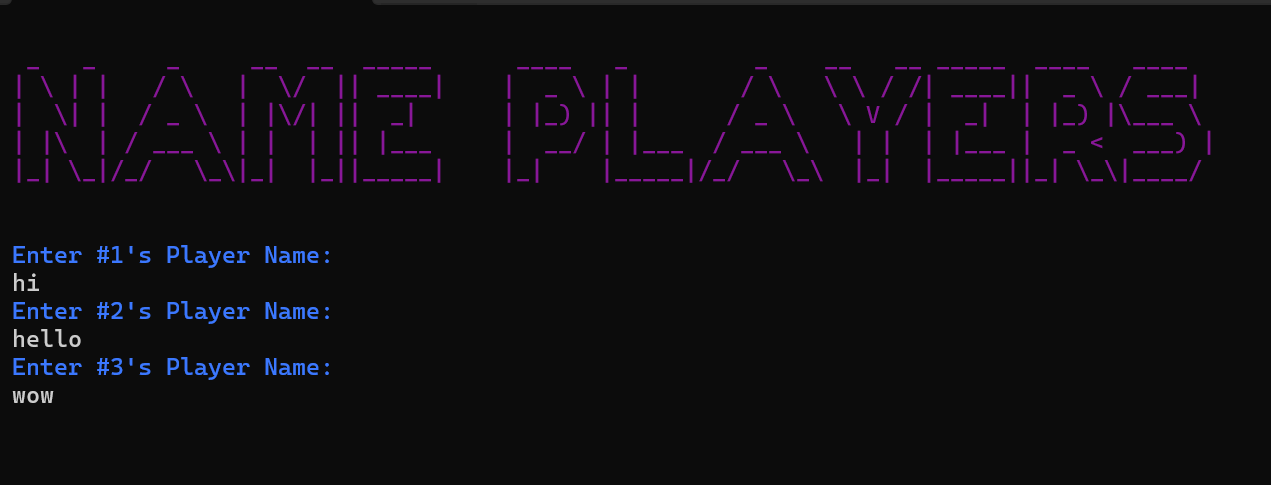 NAME PLAYERS
Enter #1's Player Name:
hi
Enter #2's Player Name:
hello
Enter #3's Player Name:
wow